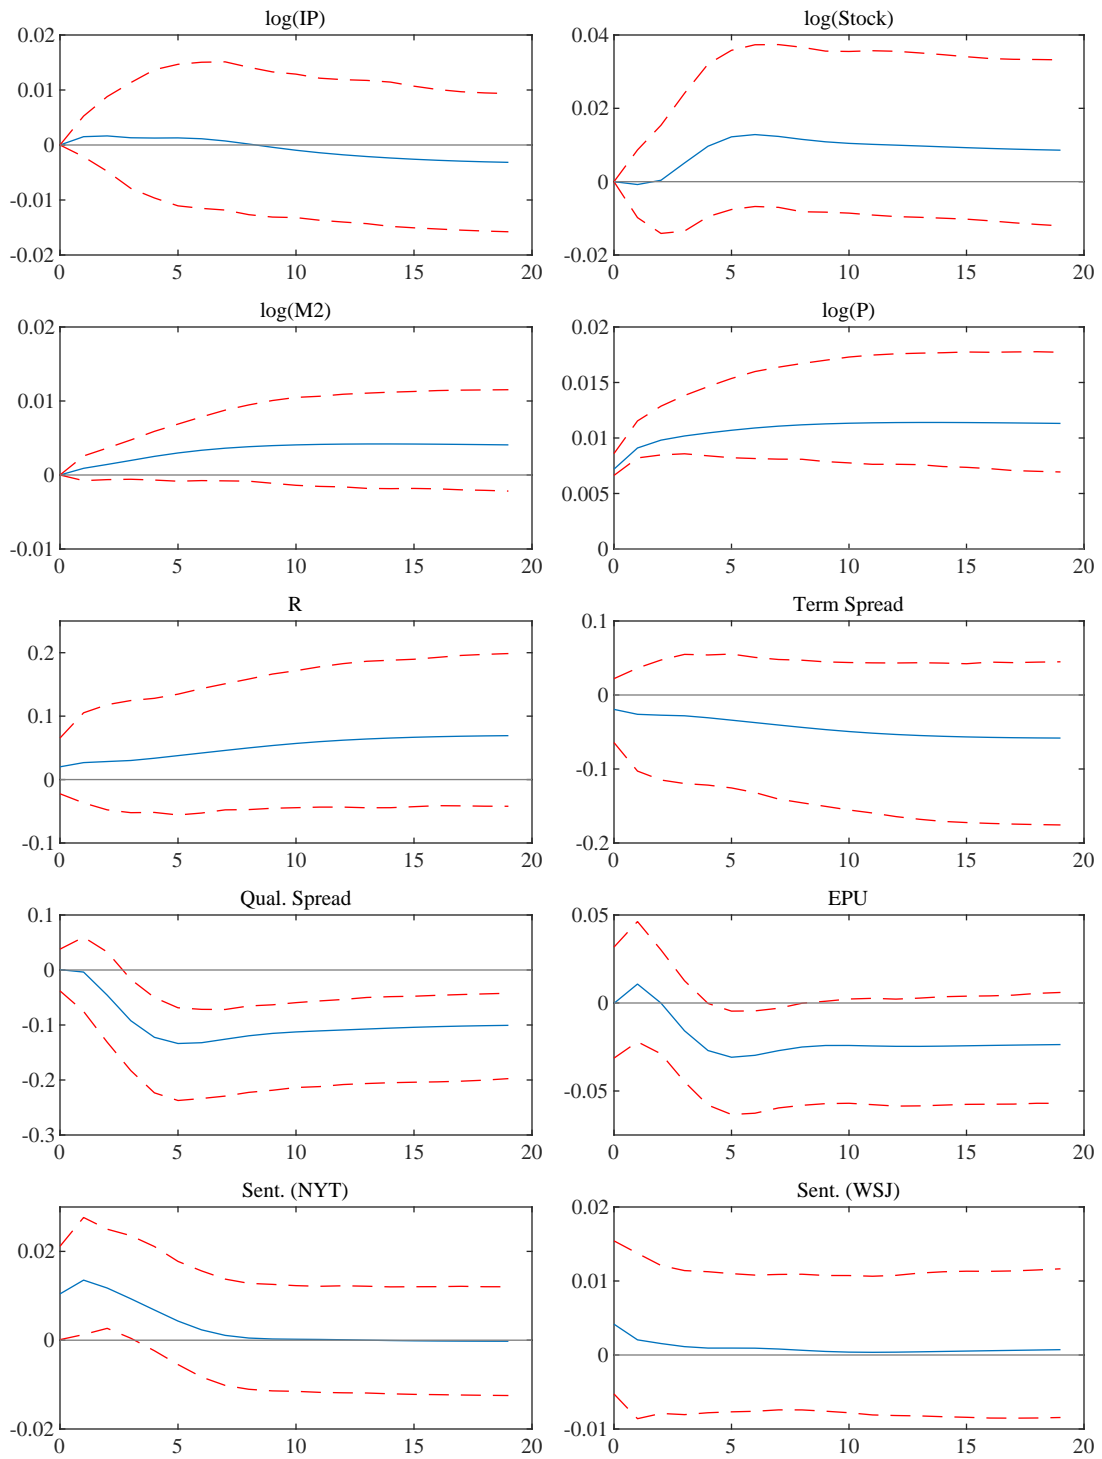 log(IP)
0.02
0.01
0
-0.01
-0.02
0 5 10 15 20
log(Stock)
0.04
0.02
0
-0.02
0 5 10 15 20
log(M2)
0.02
0.01
0
-0.01
0 5 10 15 20
log(P)
0.02
0.015
0.01
0.005
0
0 5 10 15 20
R
0.2
0.1
0
-0.1
0 5 10 15 20
Term Spread
0.1
0
-0.1
-0.2
0 5 10 15 20
Qual. Spread
0.1
0
-0.1
-0.2
-0.3
0 5 10 15 20
EPU
0.05
0
-0.05
0 5 10 15 20
Sent. (NYT)
0.02
0
-0.02
0 5 10 15 20
Sent. (WSJ)
0.02
0.01
0
-0.01
0 5 10 15 20